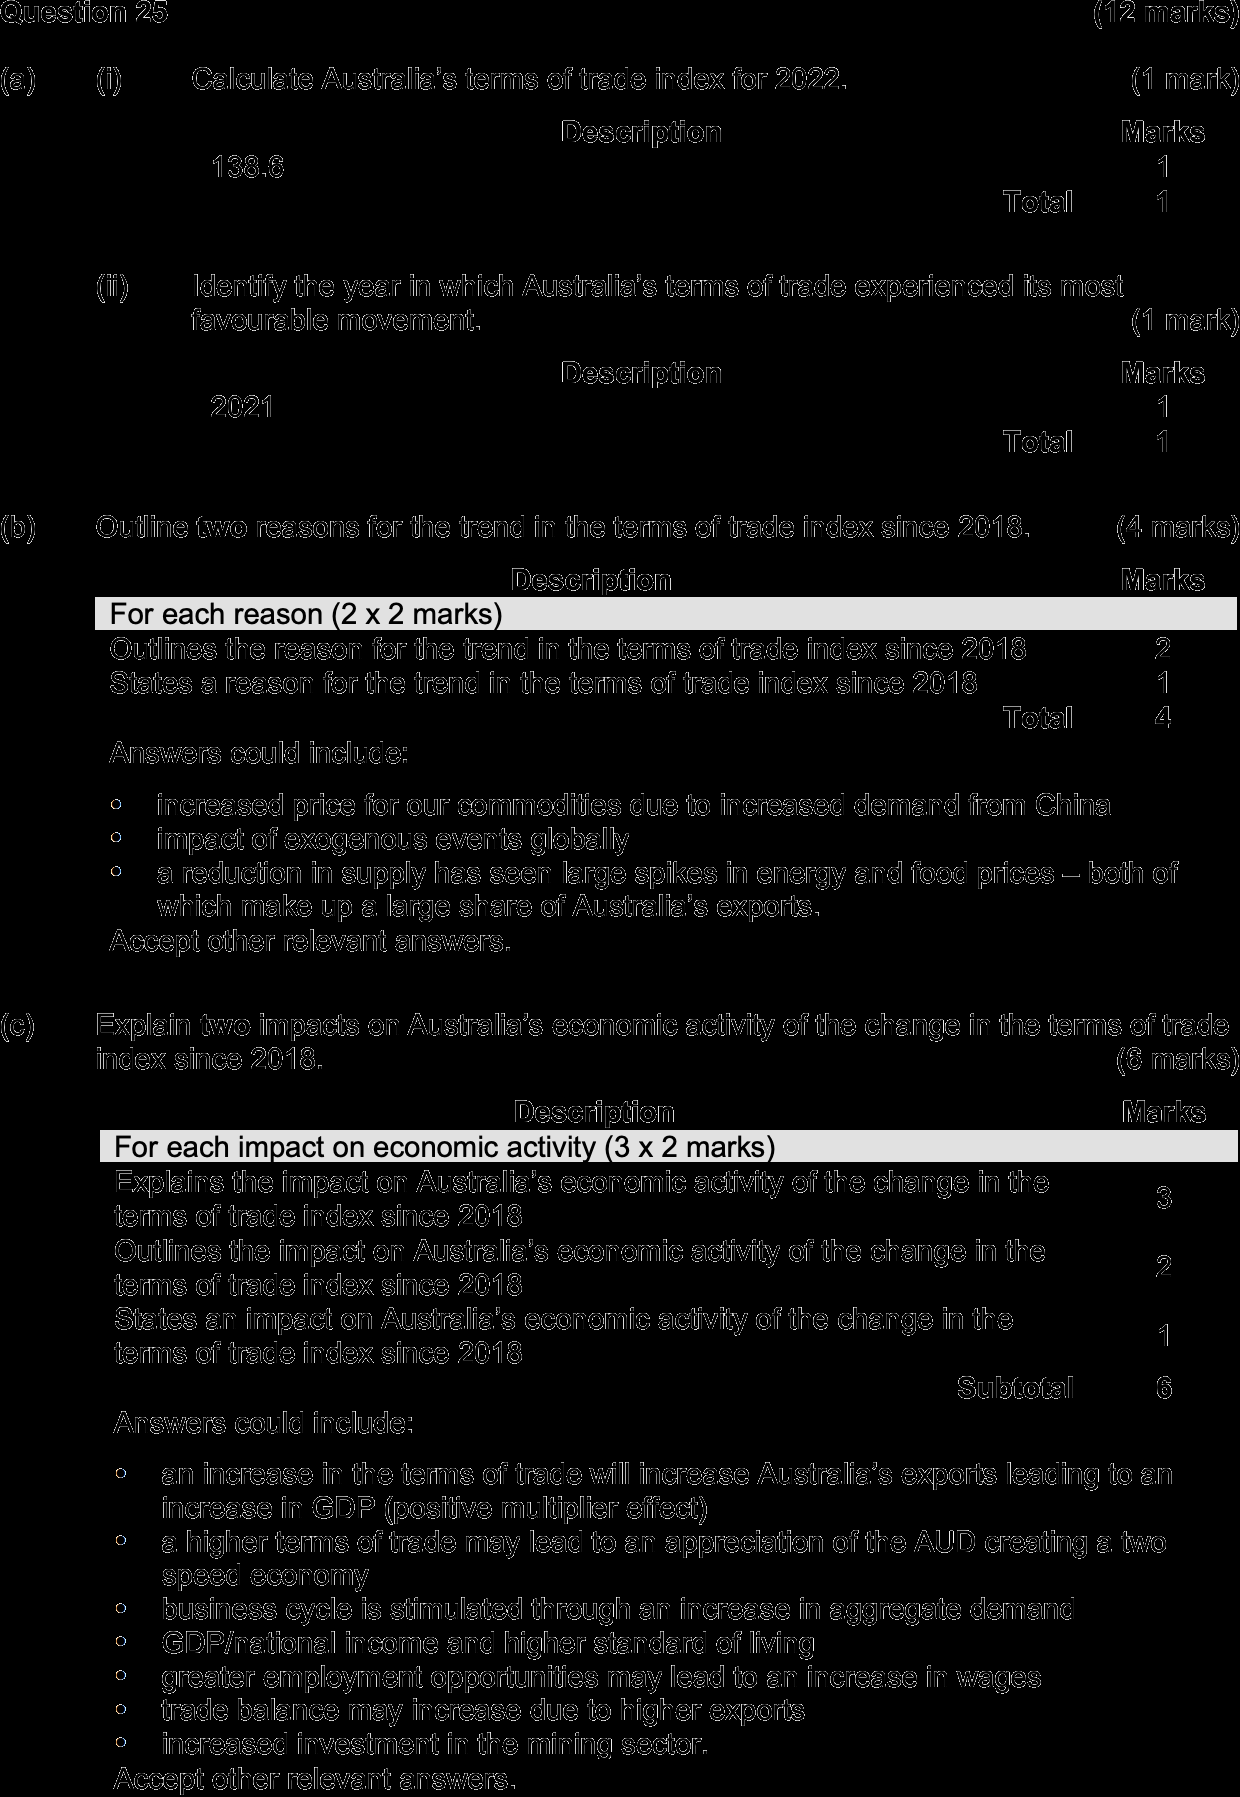 Question 25 (12 marks)
(a) (i) Calculate Australia's terms of trade index for 2022. (1 mark)
Description Marks
138.6 1
Total 1
(ii) Identify the year in which Australia's terms of trade experienced its most
favourable movement. (1 mark)
Description Marks
2021 1
Total 1
(b) Outline two reasons for the trend in the terms of trade index since 2018. (4 marks)
Description Marks
For each reason (2 x 2 marks)
Outlines the reason for the trend in the terms of trade index since 2018 2
States a reason for the trend in the terms of trade index since 2018 1
Total 4
Answers could include:
• increased price for our commodities due to increased demand from China
• impact of exogenous events globally
• a reduction in supply has seen large spikes in energy and food prices – both of
which make up a large share of Australia's exports.
Accept other relevant answers.
(c) Explain two impacts on Australia's economic activity of the change in the terms of trade
index since 2018. (6 marks)
Description Marks
For each impact on economic activity (3 x 2 marks)
Explains the impact on Australia's economic activity of the change in the
terms of trade index since 2018 3
Outlines the impact on Australia's economic activity of the change in the
terms of trade index since 2018 2
States an impact on Australia's economic activity of the change in the
terms of trade index since 2018 1
Subtotal 6
Answers could include:
• an increase in the terms of trade will increase Australia's exports leading to an
increase in GDP (positive multiplier effect)
• a higher terms of trade may lead to an appreciation of the AUD creating a two
speed economy
• business cycle is stimulated through an increase in aggregate demand
• GDP/national income and higher standard of living
• greater employment opportunities may lead to an increase in wages
• trade balance may increase due to higher exports
• increased investment in the mining sector.
Accept other relevant answers.